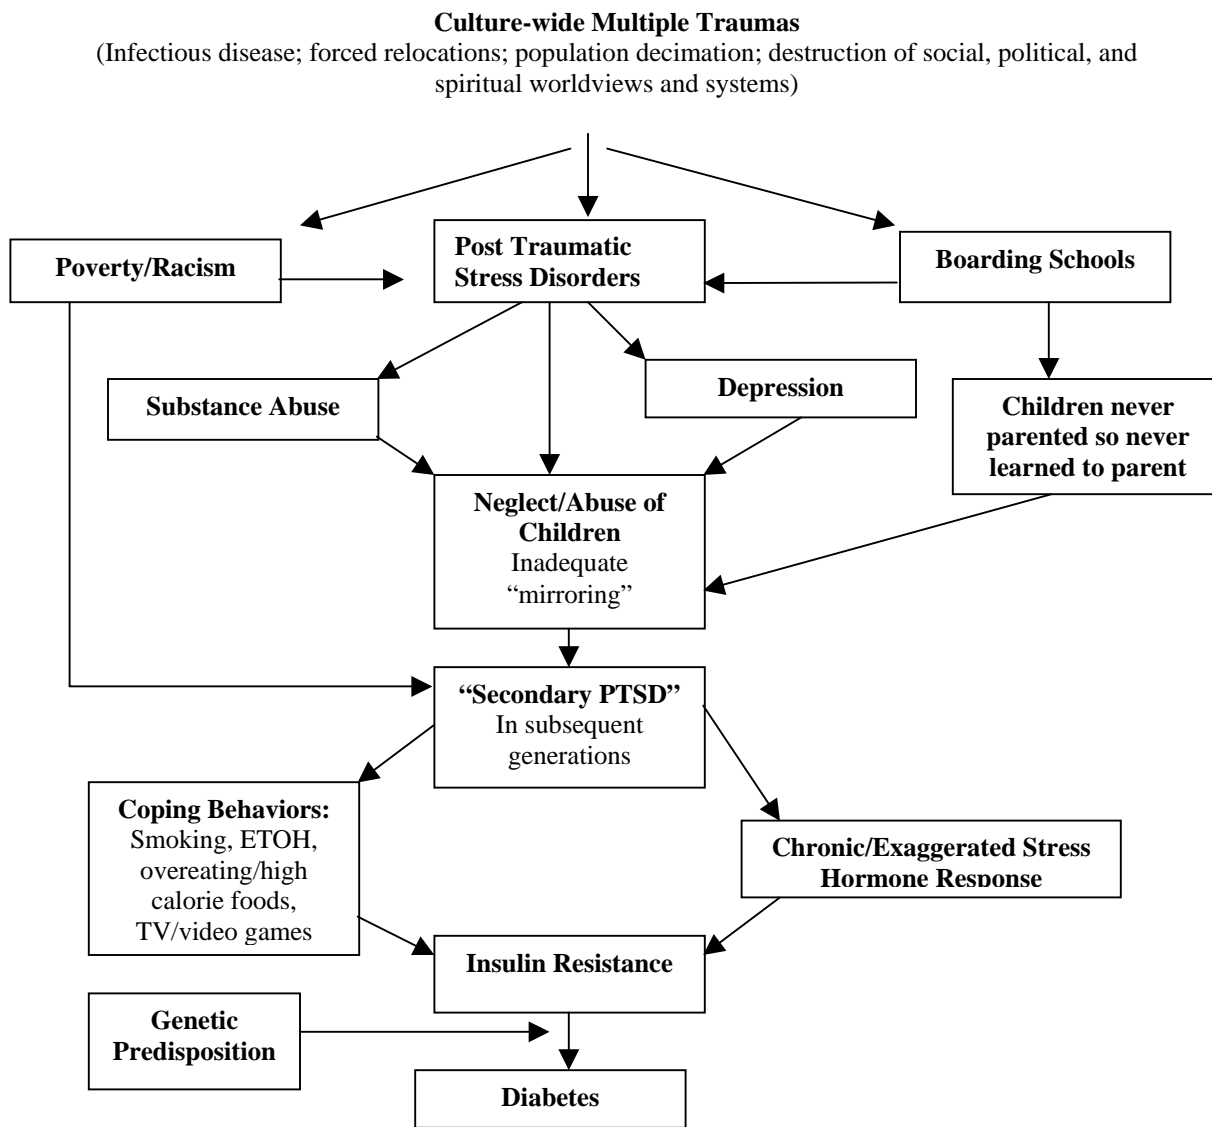 Culture-wide Multiple Traumas
(Infectious disease; forced relocations; population decimation; destruction of social, political, and
spiritual worldviews and systems)
Poverty/Racism
Post Traumatic
Stress Disorders
Boarding Schools
Substance Abuse
Depression
Children never
parented so never
learned to parent
Neglect/Abuse of
Children
Inadequate
“mirroring”
“Secondary PTSD”
In subsequent
generations
Coping Behaviors:
Smoking, ETOH,
overeating/high
calorie foods,
TV/video games
Chronic/Exaggerated Stress
Hormone Response
Insulin Resistance
Genetic
Predisposition
Diabetes